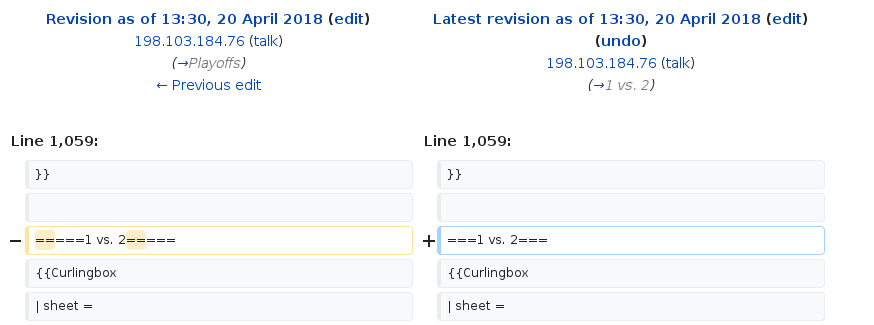 Revision as of 13:30, 20 April 2018 (edit)
198.103.184.76 (talk)
(→Playoffs)
← Previous edit
Latest revision as of 13:30, 20 April 2018 (edit)
(undo)
198.103.184.76 (talk)
(→1 vs. 2)
Line 1,059:
Line 1,059:
}}
}}
− =====1 vs. 2=====
+ ===1 vs. 2===
{{Curlingbox
{{Curlingbox
| sheet =
| sheet =